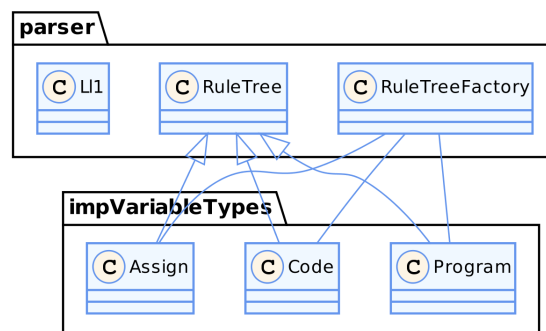 parser
C Ll1
C RuleTree
C RuleTreeFactory
impVariableTypes
C Assign
C Code
C Program